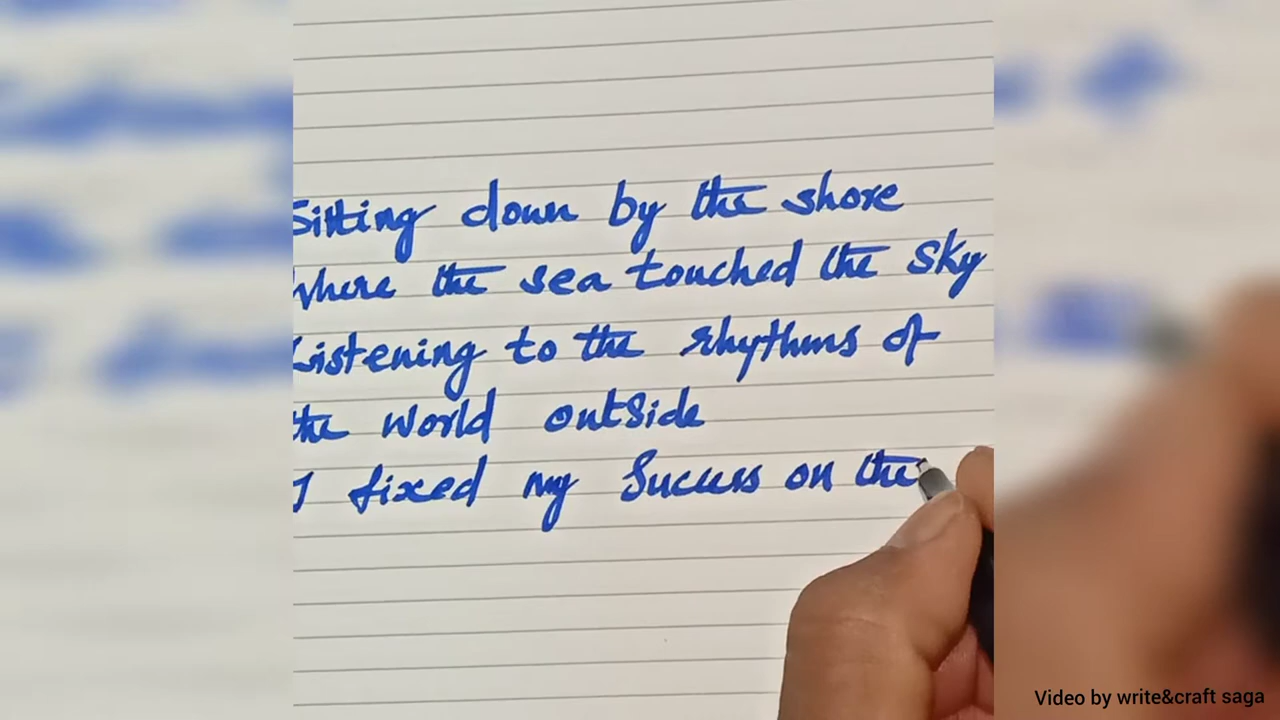 Sitting down by the shore
Where the sea touched the sky
Listening to the rhythms of
the world outside
I fixed my Success on the
Video by write&craft saga